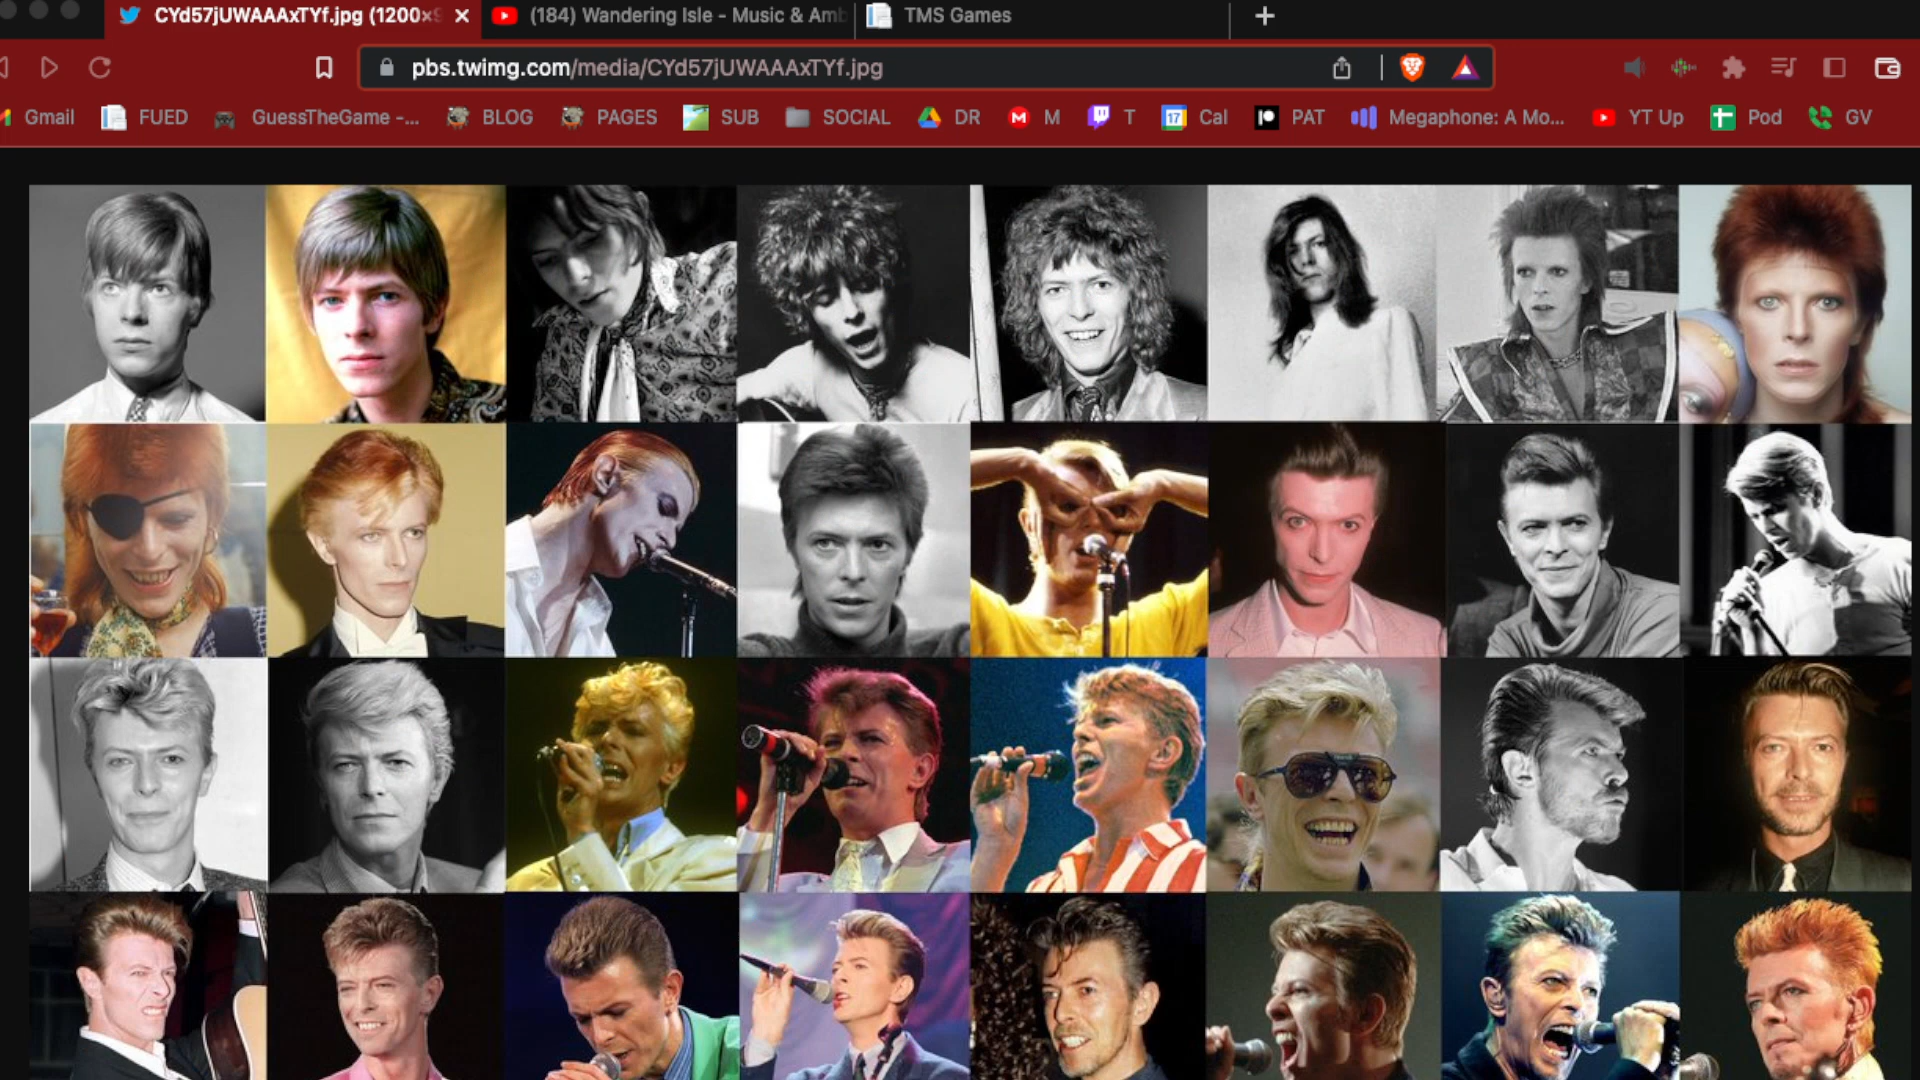 CYd57jUWAAAxTYf.jpg (1200×
(184) Wandering Isle - Music & Amb
TMS Games
pbs.twimg.com/media/CYd57jUWAAAxTYf.jpg
Gmail FUED GuessTheGame -... BLOG PAGES SUB SOCIAL DR M T 17 Cal PAT Megaphone: A Mo... YT Up Pod GV